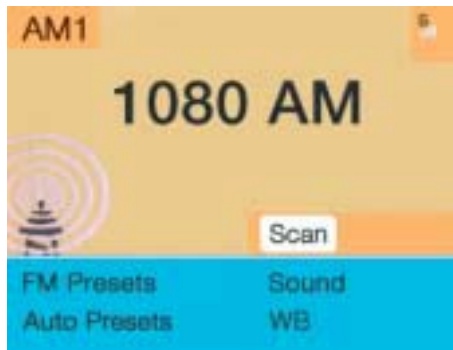 AM1
1080 AM
Scan
FM Presets Sound
Auto Presets WB